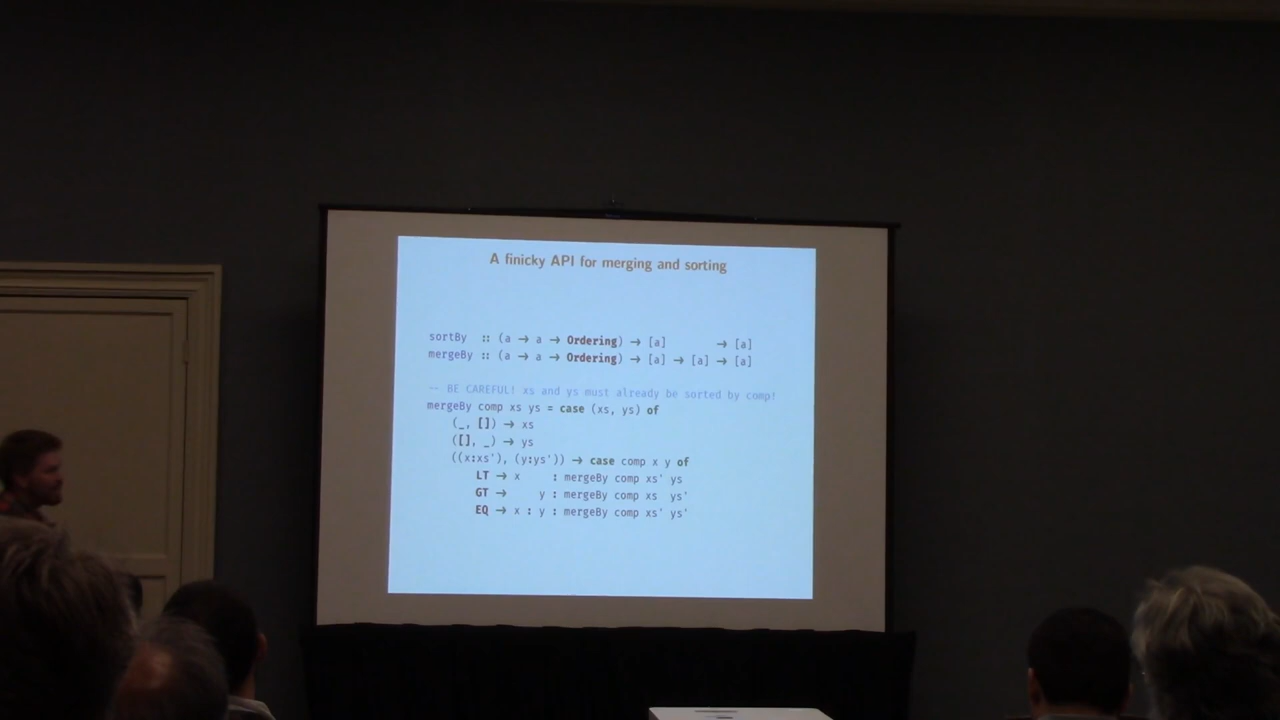 A finicky API for merging and sorting
sortBy :: (a → a → Ordering) → [a] → [a]
mergeBy :: (a → a → Ordering) → [a] → [a] → [a]
-- BE CAREFUL! xs and ys must already be sorted by comp!
mergeBy comp xs ys = case (xs, ys) of
(_, []) → xs
([], _) → ys
((x:xs'), (y:ys')) → case comp x y of
LT → x : mergeBy comp xs' ys
GT → y : mergeBy comp xs ys'
EQ → x : y : mergeBy comp xs' ys'